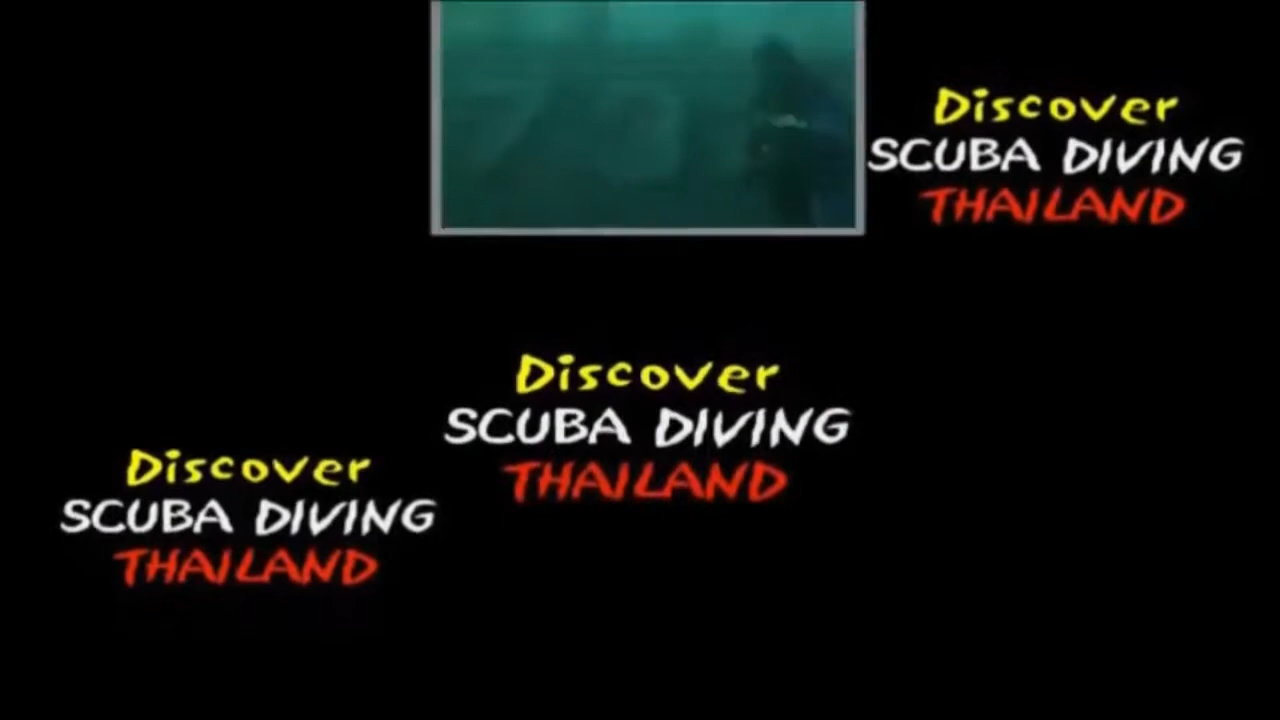 Discover
SCUBA DIVING
THAILAND
Discover
SCUBA DIVING
THAILAND
Discover
SCUBA DIVING
THAILAND